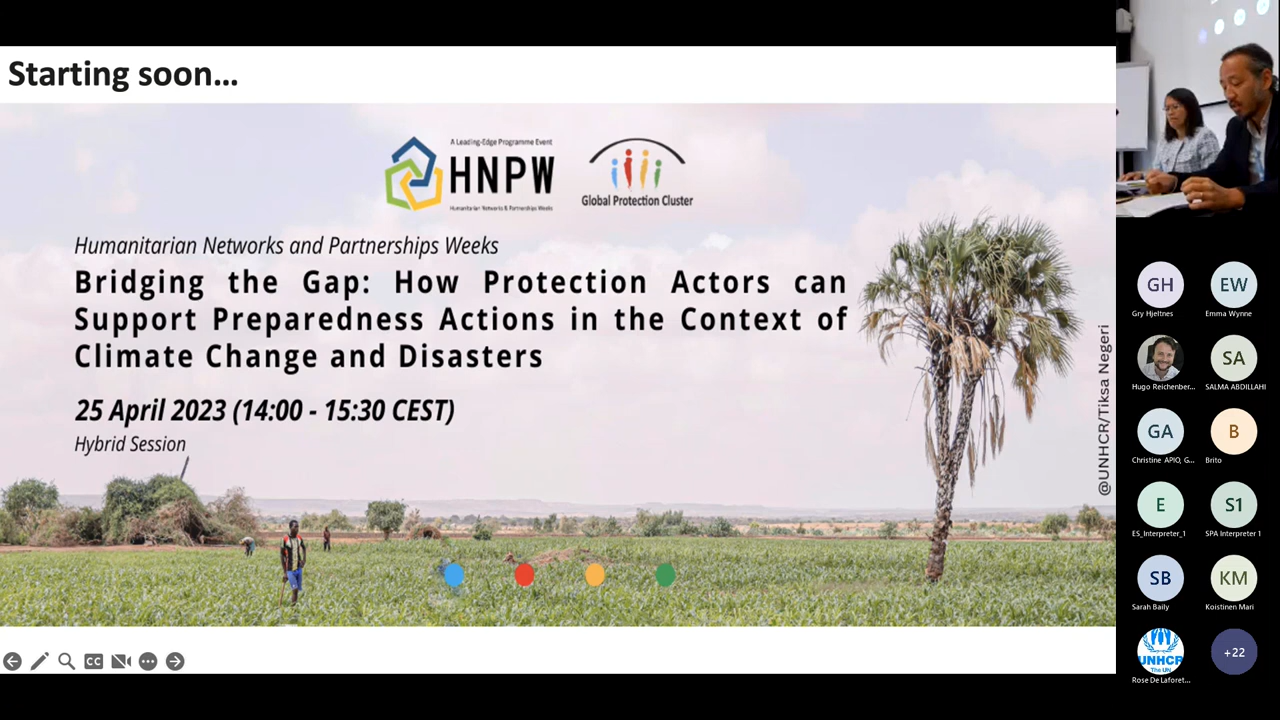 Starting soon...
A Leading-Edge Programme Event
HNPW
Humanitarian Networks & Partnerships Weeks
Global Protection Cluster
Humanitarian Networks and Partnerships Weeks
Bridging the Gap: How Protection Actors can
Support Preparedness Actions in the Context of
Climate Change and Disasters
25 April 2023 (14:00 - 15:30 CEST)
Hybrid Session
@UNHCR/Tiksa Negeri
CC
GH
EW
Gry Hjeltnes
Emma Wynne
SA
Hugo Reichenber...
SALMA ABDILLAHI
GA
B
Christine APIO, G...
Brito
E
S1
ES_Interpreter_1
SPA Interpreter 1
SB
KM
Sarah Baily
Koistinen Mari
UNHCR
The UN
+22
Rose De Laforet...